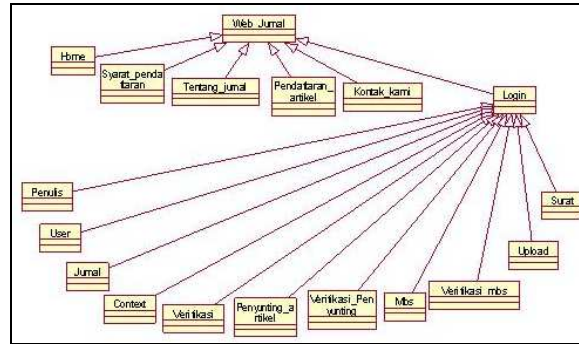 Web_Jurnal
Home
Syarat_penda
ftaran
Tentang_jurnal
Pendaftaran_
artikel
Kontak_kami
Login
Penulis
User
Jurnal
Context
Verifikasi
Penyunting_a
rtikel
Verifikasi_Pen
yunting
Mbs
Verifikasi_mbs
Upload
Surat